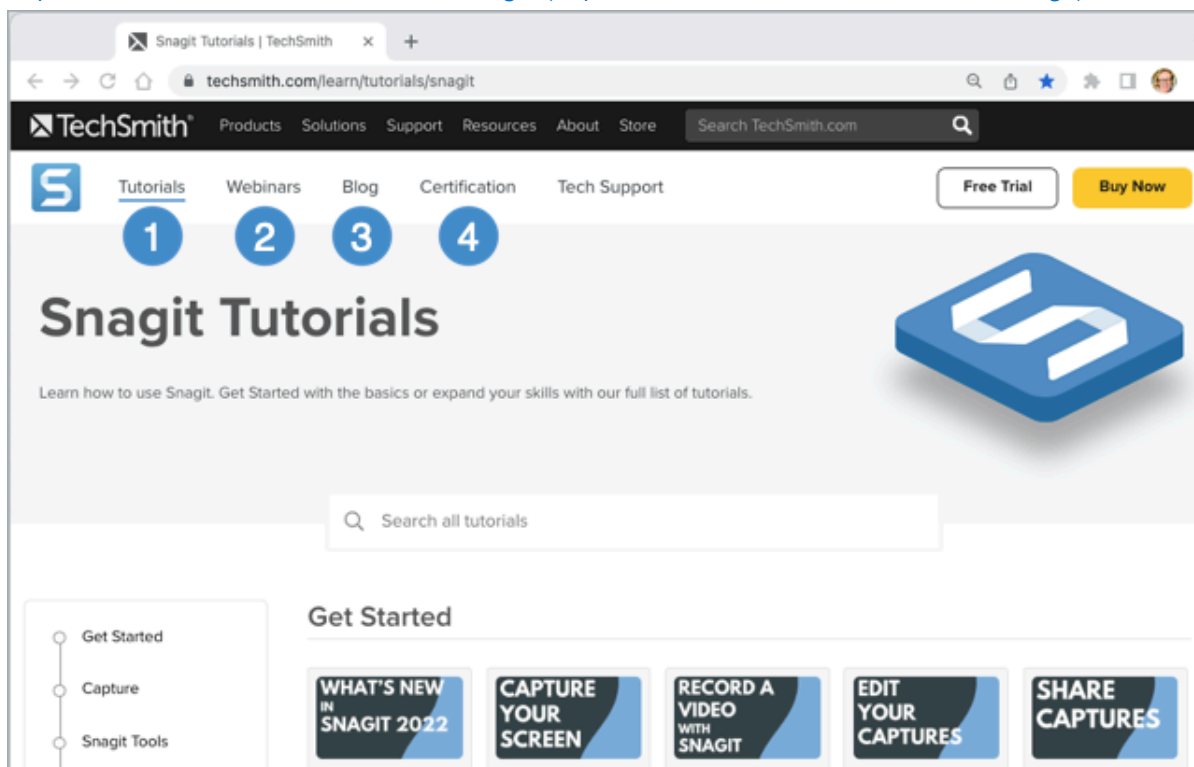 Snagit Tutorials | TechSmith
techsmith.com/learn/tutorials/snagit
TechSmith® Products Solutions Support Resources About Store Search TechSmith.com
S Tutorials Webinars Blog Certification Tech Support Free Trial Buy Now
1 2 3 4
Snagit Tutorials
Learn how to use Snagit. Get Started with the basics or expand your skills with our full list of tutorials.
Search all tutorials
Get Started
Get Started
Capture
Snagit Tools
WHAT'S NEW
IN
SNAGIT 2022
CAPTURE
YOUR
SCREEN
RECORD A
VIDEO
WITH
SNAGIT
EDIT
YOUR
CAPTURES
SHARE
CAPTURES